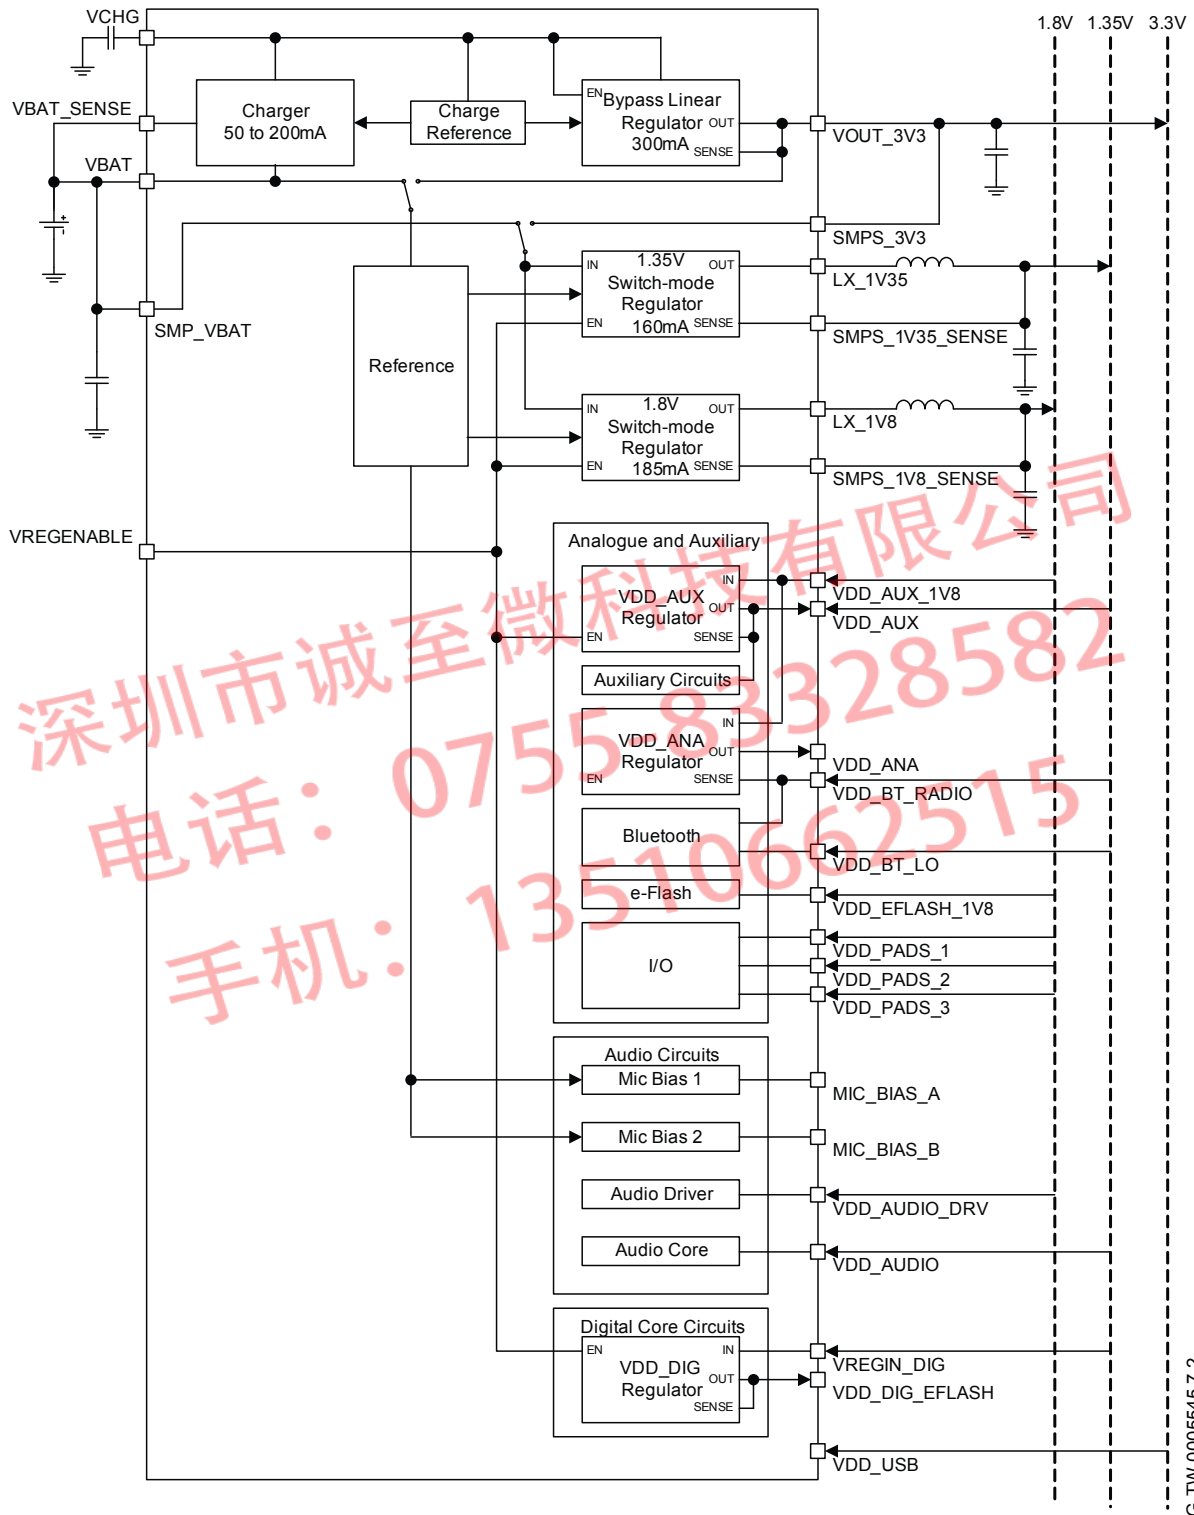 VCHG
1.8V 1.35V 3.3V
VBAT_SENSE
Charger
50 to 200mA
Charge
Reference
EN
Bypass Linear
Regulator
300mA
OUT
SENSE
VOUT_3V3
VBAT
SMPS_3V3
IN
1.35V
Switch-mode
Regulator
160mA
OUT
EN
SENSE
LX_1V35
SMPS_1V35_SENSE
SMP_VBAT
Reference
IN
1.8V
Switch-mode
Regulator
185mA
OUT
EN
SENSE
LX_1V8
SMPS_1V8_SENSE
VREGENABLE
Analogue and Auxiliary
IN
VDD_AUX
Regulator
OUT
EN
SENSE
VDD_AUX_1V8
VDD_AUX
Auxiliary Circuits
IN
VDD_ANA
Regulator
OUT
EN
SENSE
VDD_ANA
VDD_BT_RADIO
Bluetooth
VDD_BT_LO
e-Flash
VDD_EFLASH_1V8
I/O
VDD_PADS_1
VDD_PADS_2
VDD_PADS_3
Audio Circuits
Mic Bias 1
MIC_BIAS_A
Mic Bias 2
MIC_BIAS_B
Audio Driver
VDD_AUDIO_DRV
Audio Core
VDD_AUDIO
Digital Core Circuits
EN
IN
VDD_DIG
Regulator
OUT
SENSE
VREGIN_DIG
VDD_DIG_EFLASH
VDD_USB
G_TW_0005545.7.2
深圳市诚至微科技有限公司
电话：0755-83328582
手机：13510662515